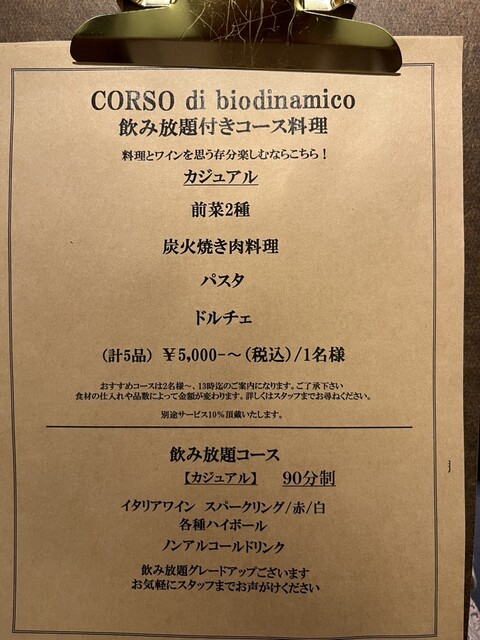 CORSO di biodinamico
飲み放題付きコース料理
料理とワインを思う存分楽しむならこちら！
カジュアル
前菜2種
炭火焼き肉料理
パスタ
ドルチェ
(計5品) ￥5,000-～(税込)/1名様
おすすめコースは2名様～、13時迄のご案内になります。ご了承下さい
食材の仕入れや品数によって金額が変わります。詳しくはスタッフまでお尋ねください。
別途サービス10%頂戴いたします。
飲み放題コース
【カジュアル】 90分制
イタリアワイン スパークリング/赤/白
各種ハイボール
ノンアルコールドリンク
飲み放題グレードアップございます
お気軽にスタッフまでお声がけください